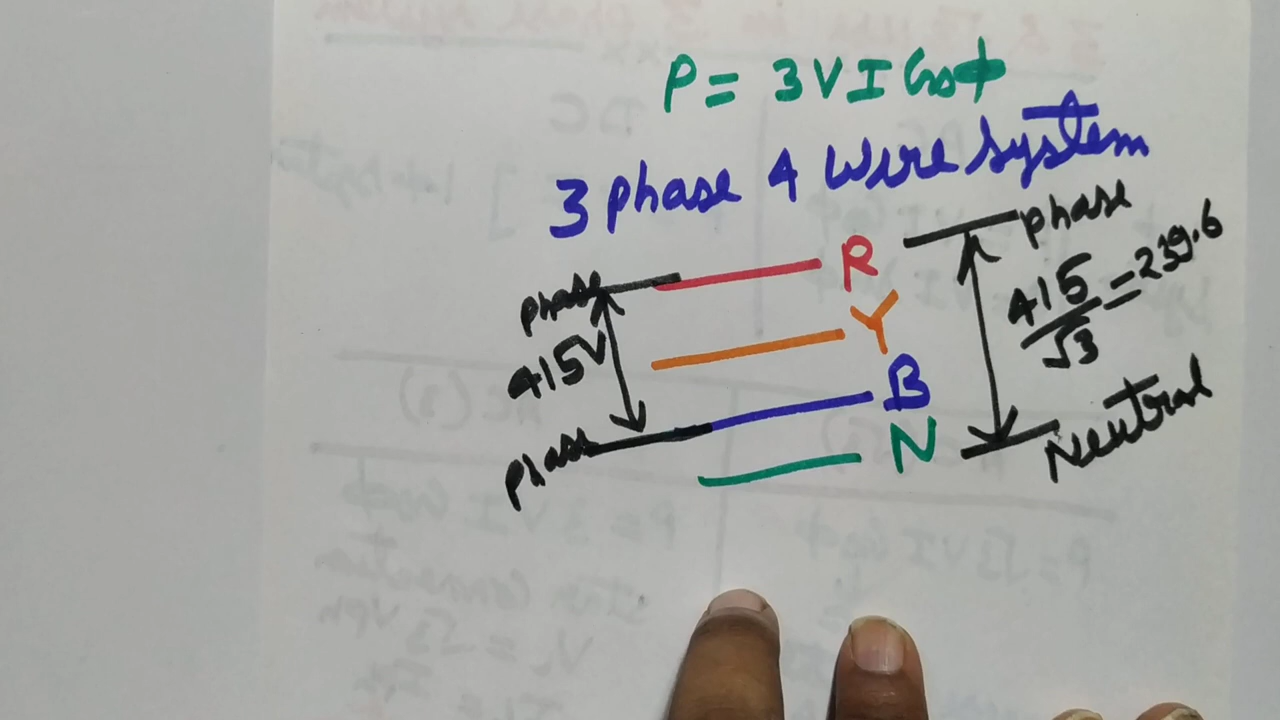 P = 3VI Cosϕ
3 phase 4 wire system
phase
R
phase
415V
Y
415/√3 = 239.6
B
phase
N
Neutral